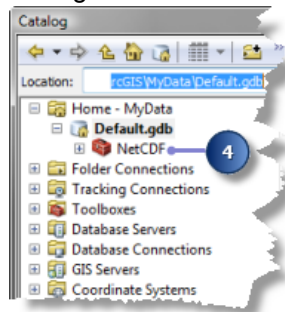 Catalog
Location: rcGIS\MyData\Default.gdb
Home - MyData
Default.gdb
NetCDF
4
Folder Connections
Tracking Connections
Toolboxes
Database Servers
Database Connections
GIS Servers
Coordinate Systems